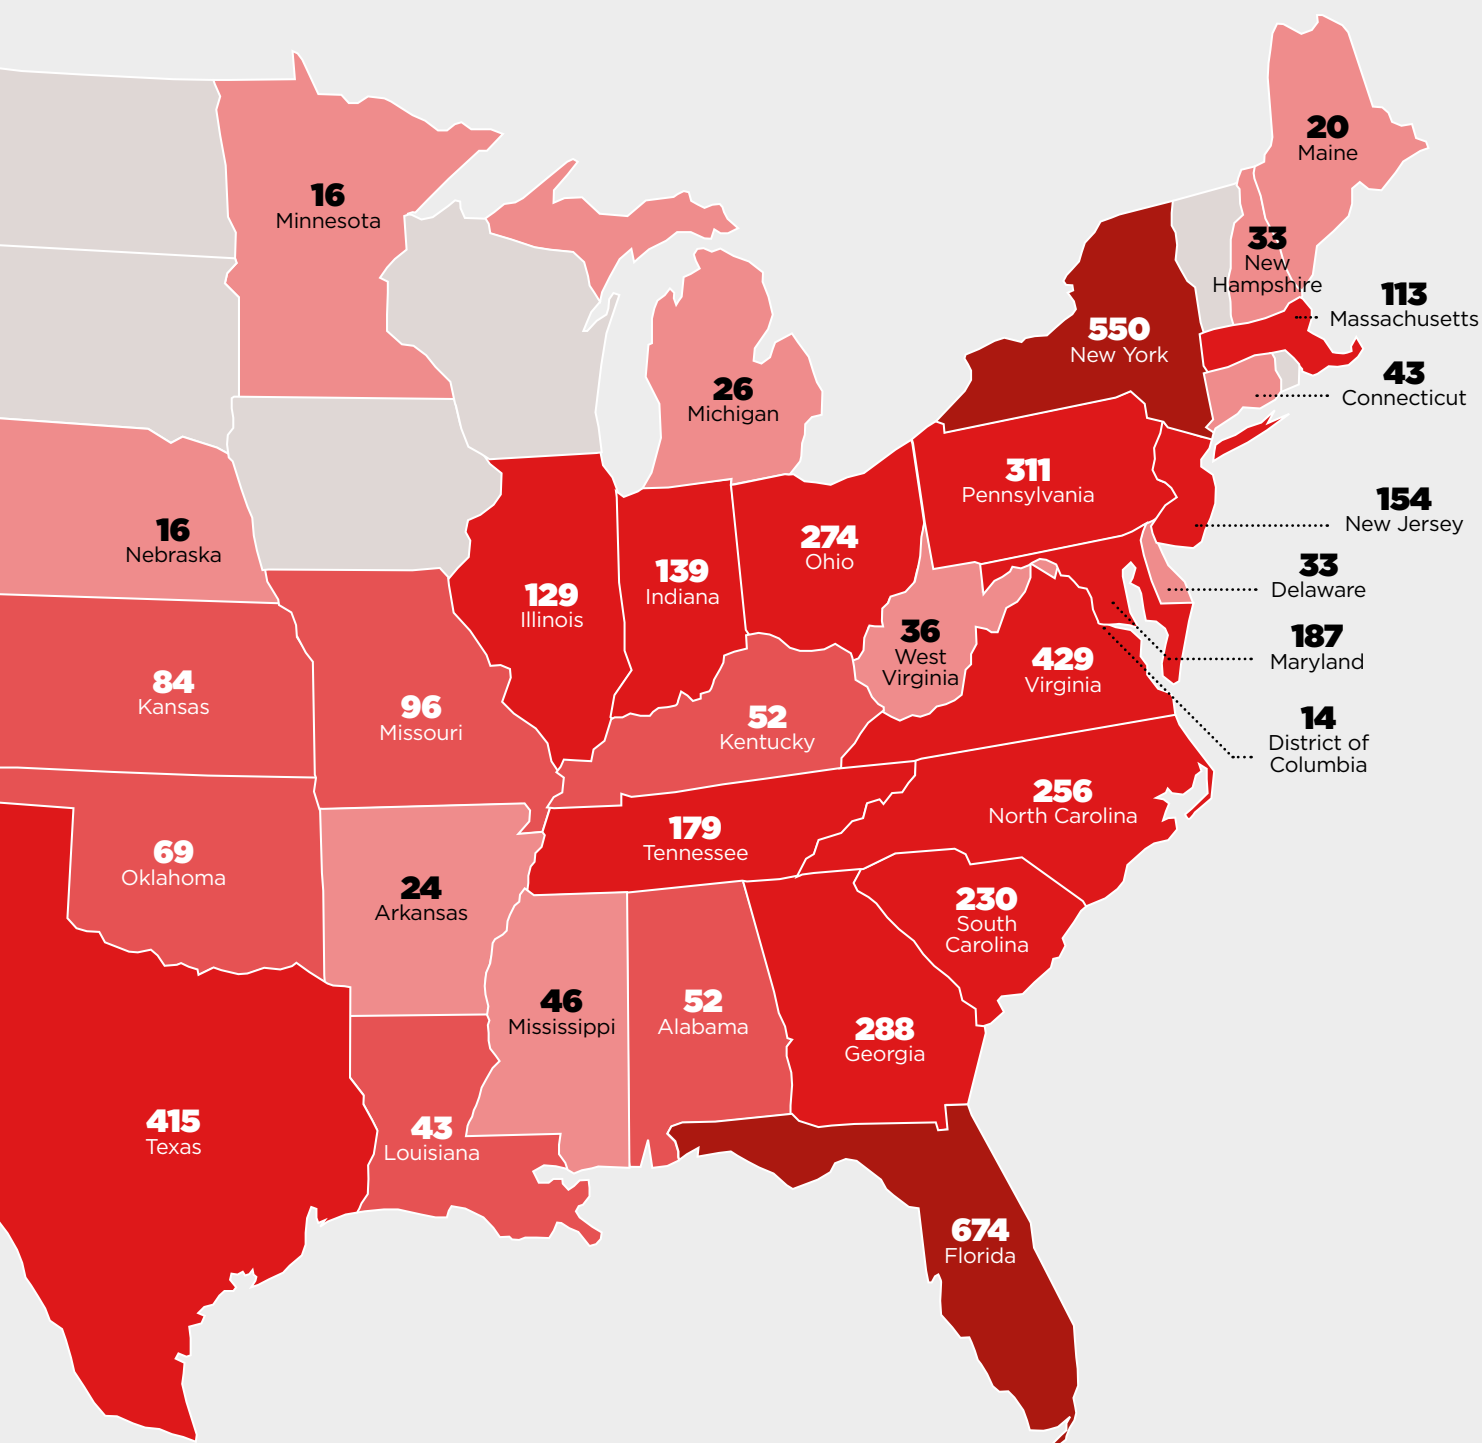 20
Maine
16
Minnesota
33
New
Hampshire
113
Massachusetts
550
New York
43
Connecticut
26
Michigan
311
Pennsylvania
154
New Jersey
16
Nebraska
274
Ohio
139
Indiana
129
Illinois
33
Delaware
36
West
Virginia
429
Virginia
187
Maryland
84
Kansas
96
Missouri
52
Kentucky
14
District of
Columbia
256
North Carolina
179
Tennessee
69
Oklahoma
24
Arkansas
230
South
Carolina
46
Mississippi
52
Alabama
288
Georgia
415
Texas
43
Louisiana
674
Florida